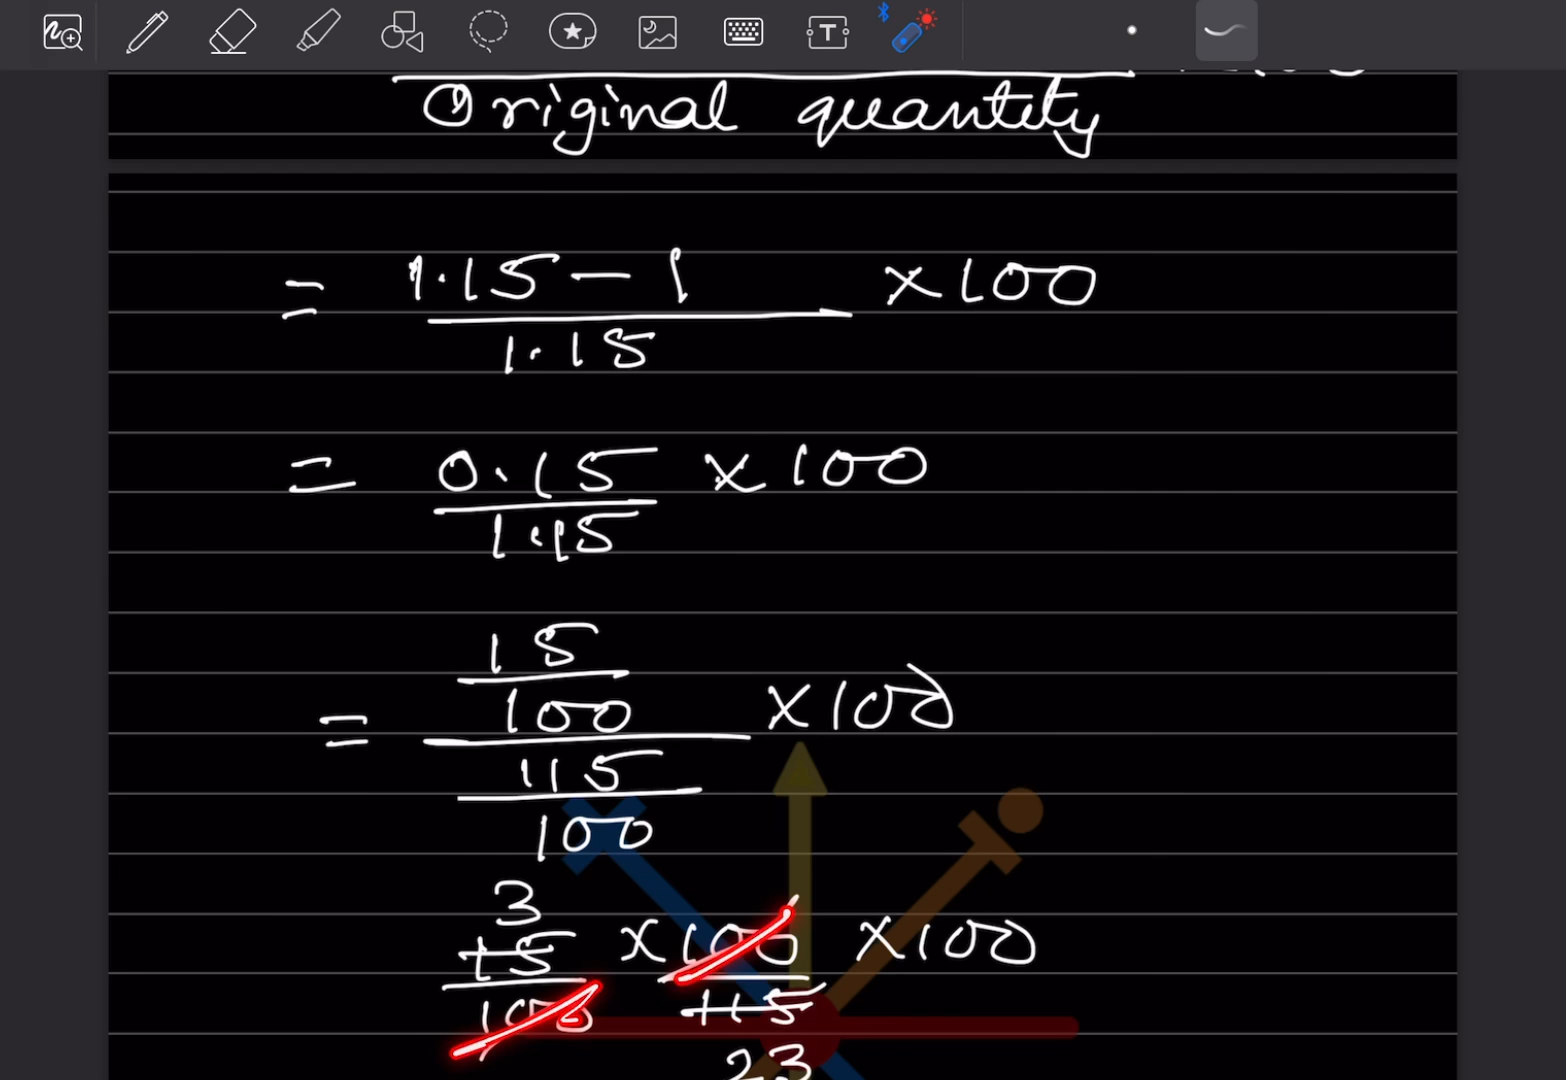 Original quantity
= 1.15 - 1 × 100
1.15
= 0.15 × 100
1.15
15
100
= × 100
115
100
3
15 × 100 × 100
100 115
23